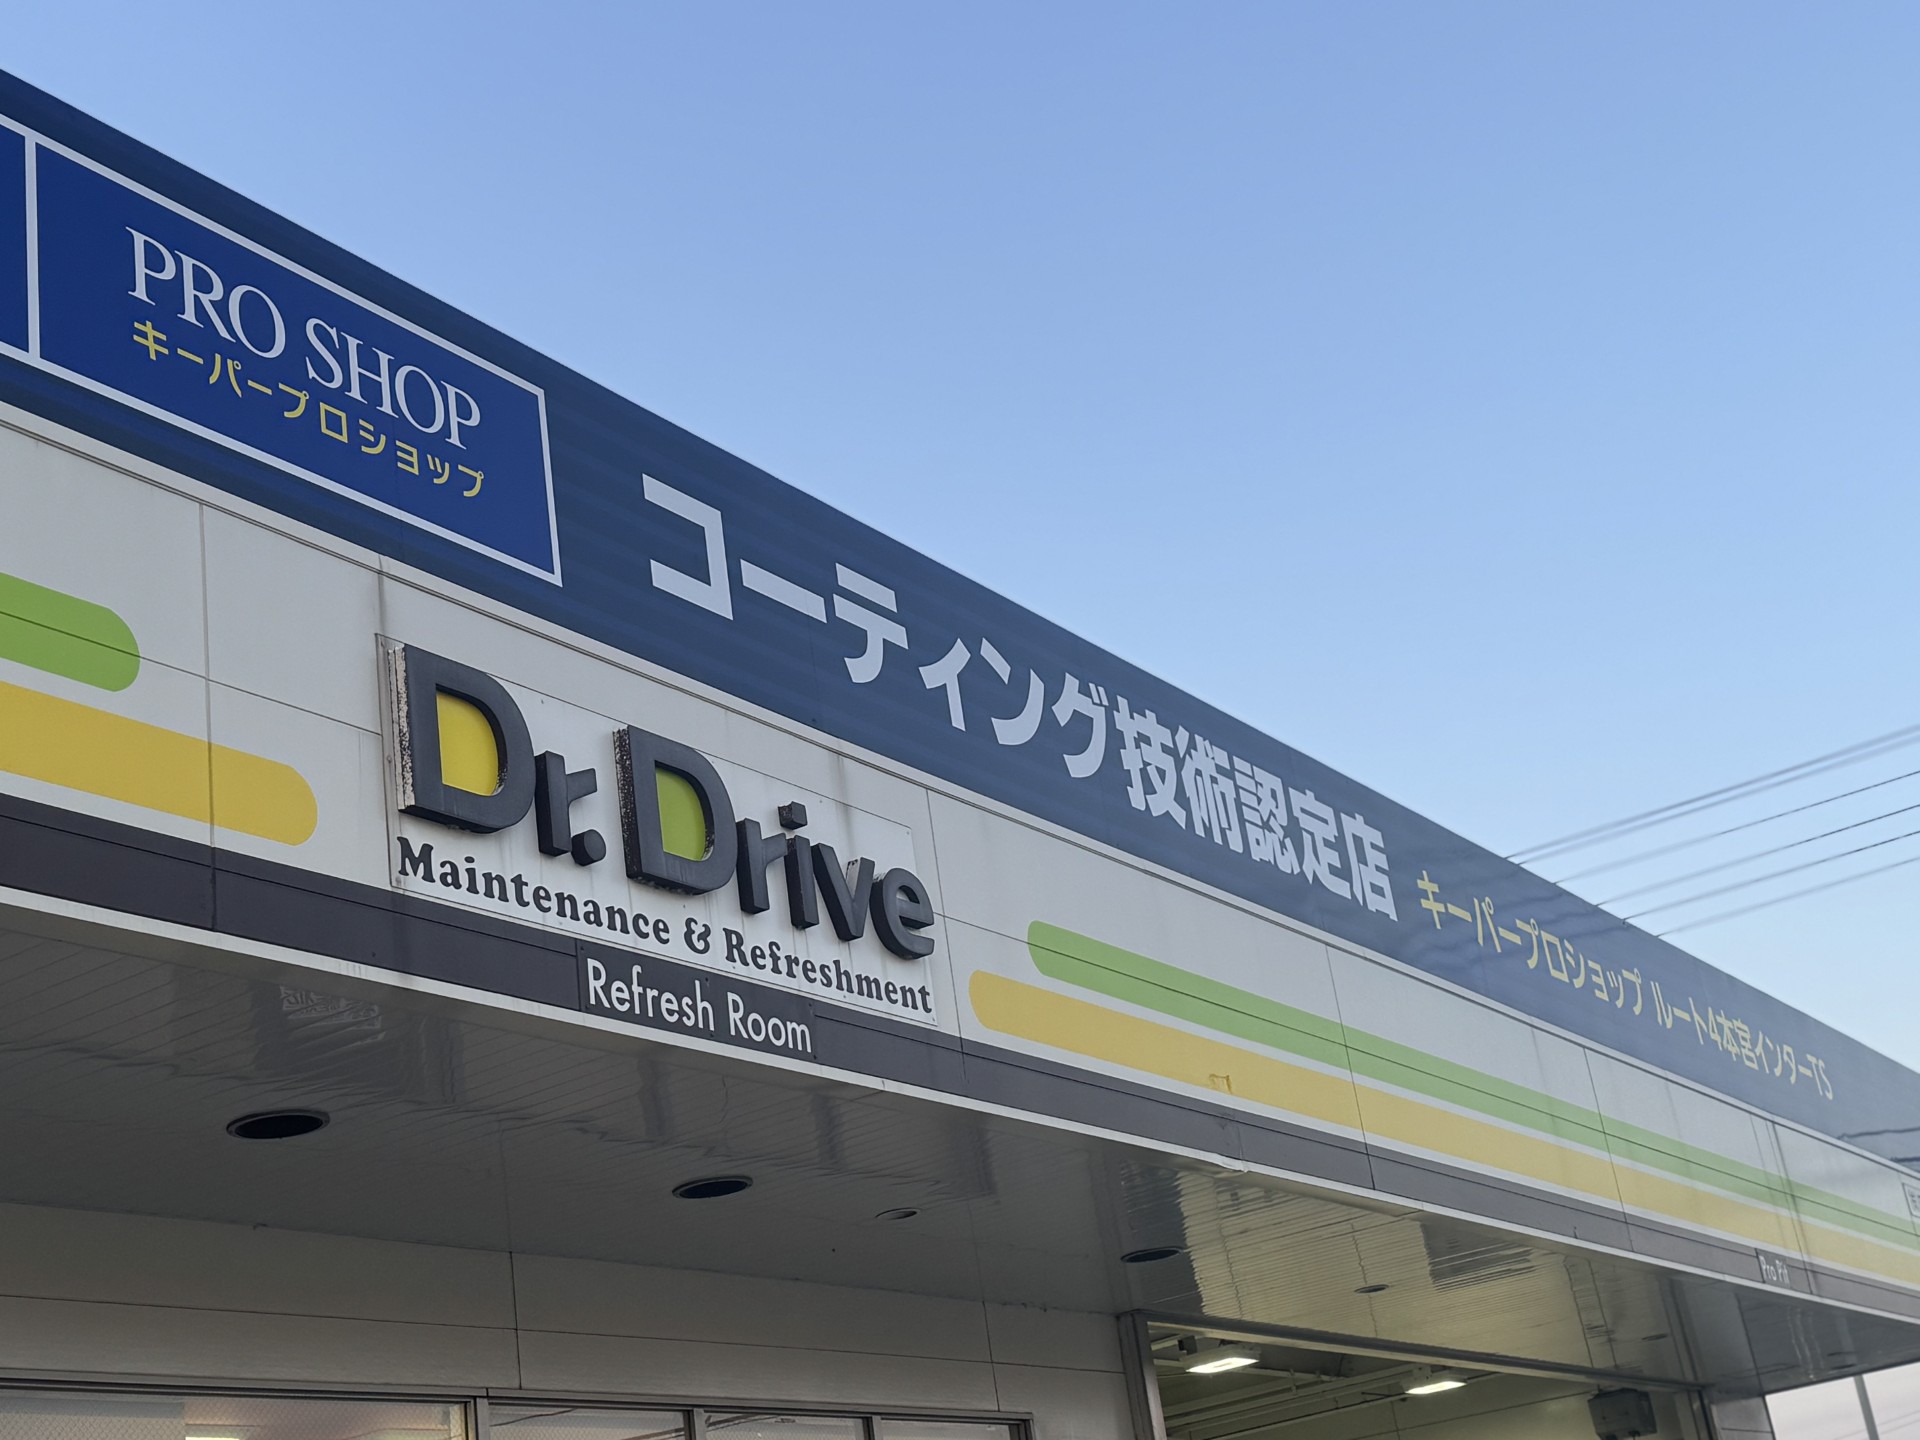 PRO SHOP
キーパープロショップ
コーティング技術認定店
キーパープロショップ ルート4本宮インターTS
Dr.Drive
Maintenance & Refreshment
Refresh Room
Pro Pit